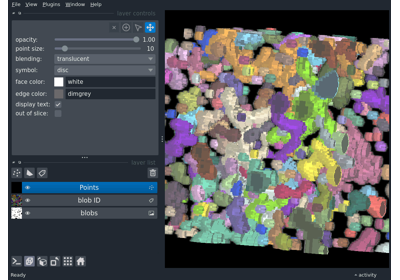 File View Plugins Window Help
layer controls
opacity: 1.00
point size: 10
blending: translucent
symbol: disc
face color: white
edge color: dimgrey
display text:
out of slice:
layer list
Points
blob ID
blobs
Ready
activity